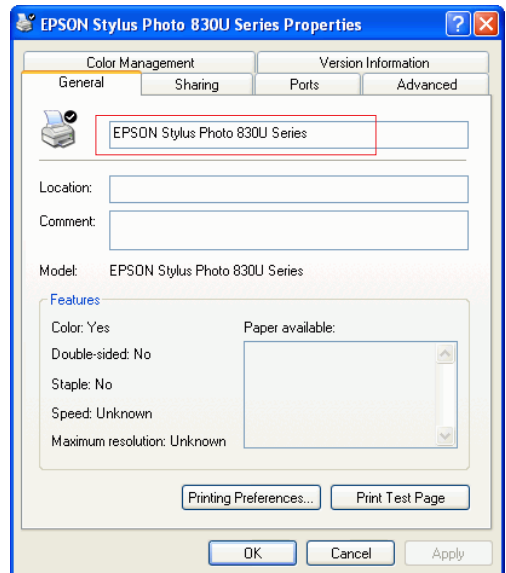 EPSON Stylus Photo 830U Series Properties
Color Management Version Information
General Sharing Ports Advanced
EPSON Stylus Photo 830U Series
Location:
Comment:
Model: EPSON Stylus Photo 830U Series
Features
Color: Yes Paper available:
Double-sided: No
Staple: No
Speed: Unknown
Maximum resolution: Unknown
Printing Preferences... Print Test Page
OK Cancel Apply